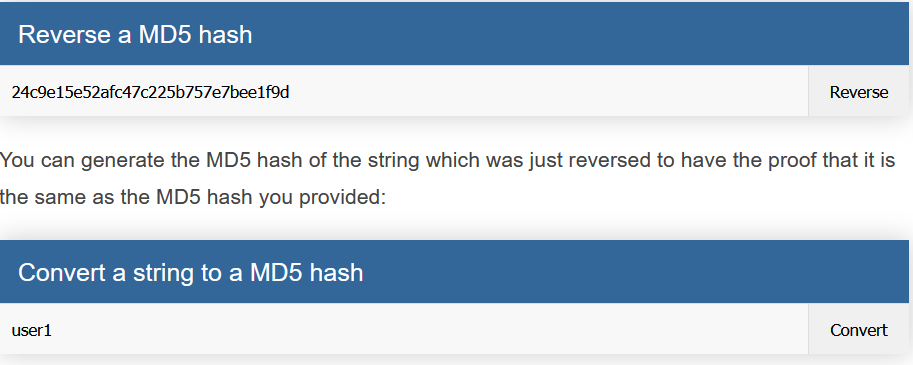 Reverse a MD5 hash
24c9e15e52afc47c225b757e7bee1f9d Reverse
You can generate the MD5 hash of the string which was just reversed to have the proof that it is
the same as the MD5 hash you provided:
Convert a string to a MD5 hash
user1 Convert